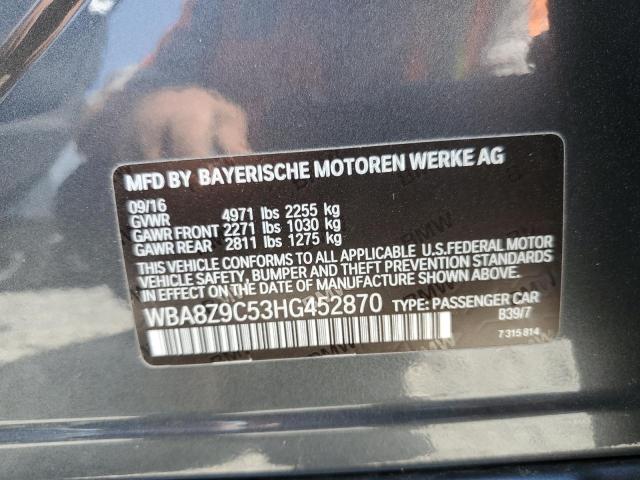 MFD BY BAYERISCHE MOTOREN WERKE AG
09/16
GVWR 4971 lbs 2255 kg
GAWR FRONT 2271 lbs 1030 kg
GAWR REAR 2811 lbs 1275 kg
THIS VEHICLE CONFORMS TO ALL APPLICABLE U.S.FEDERAL MOTOR
VEHICLE SAFETY, BUMPER AND THEFT PREVENTION STANDARDS
IN EFFECT ON THE DATE OF MANUFACTURE SHOWN ABOVE.
WBA8Z9C53HG452870 TYPE: PASSENGER CAR
B39/7
7 315 814